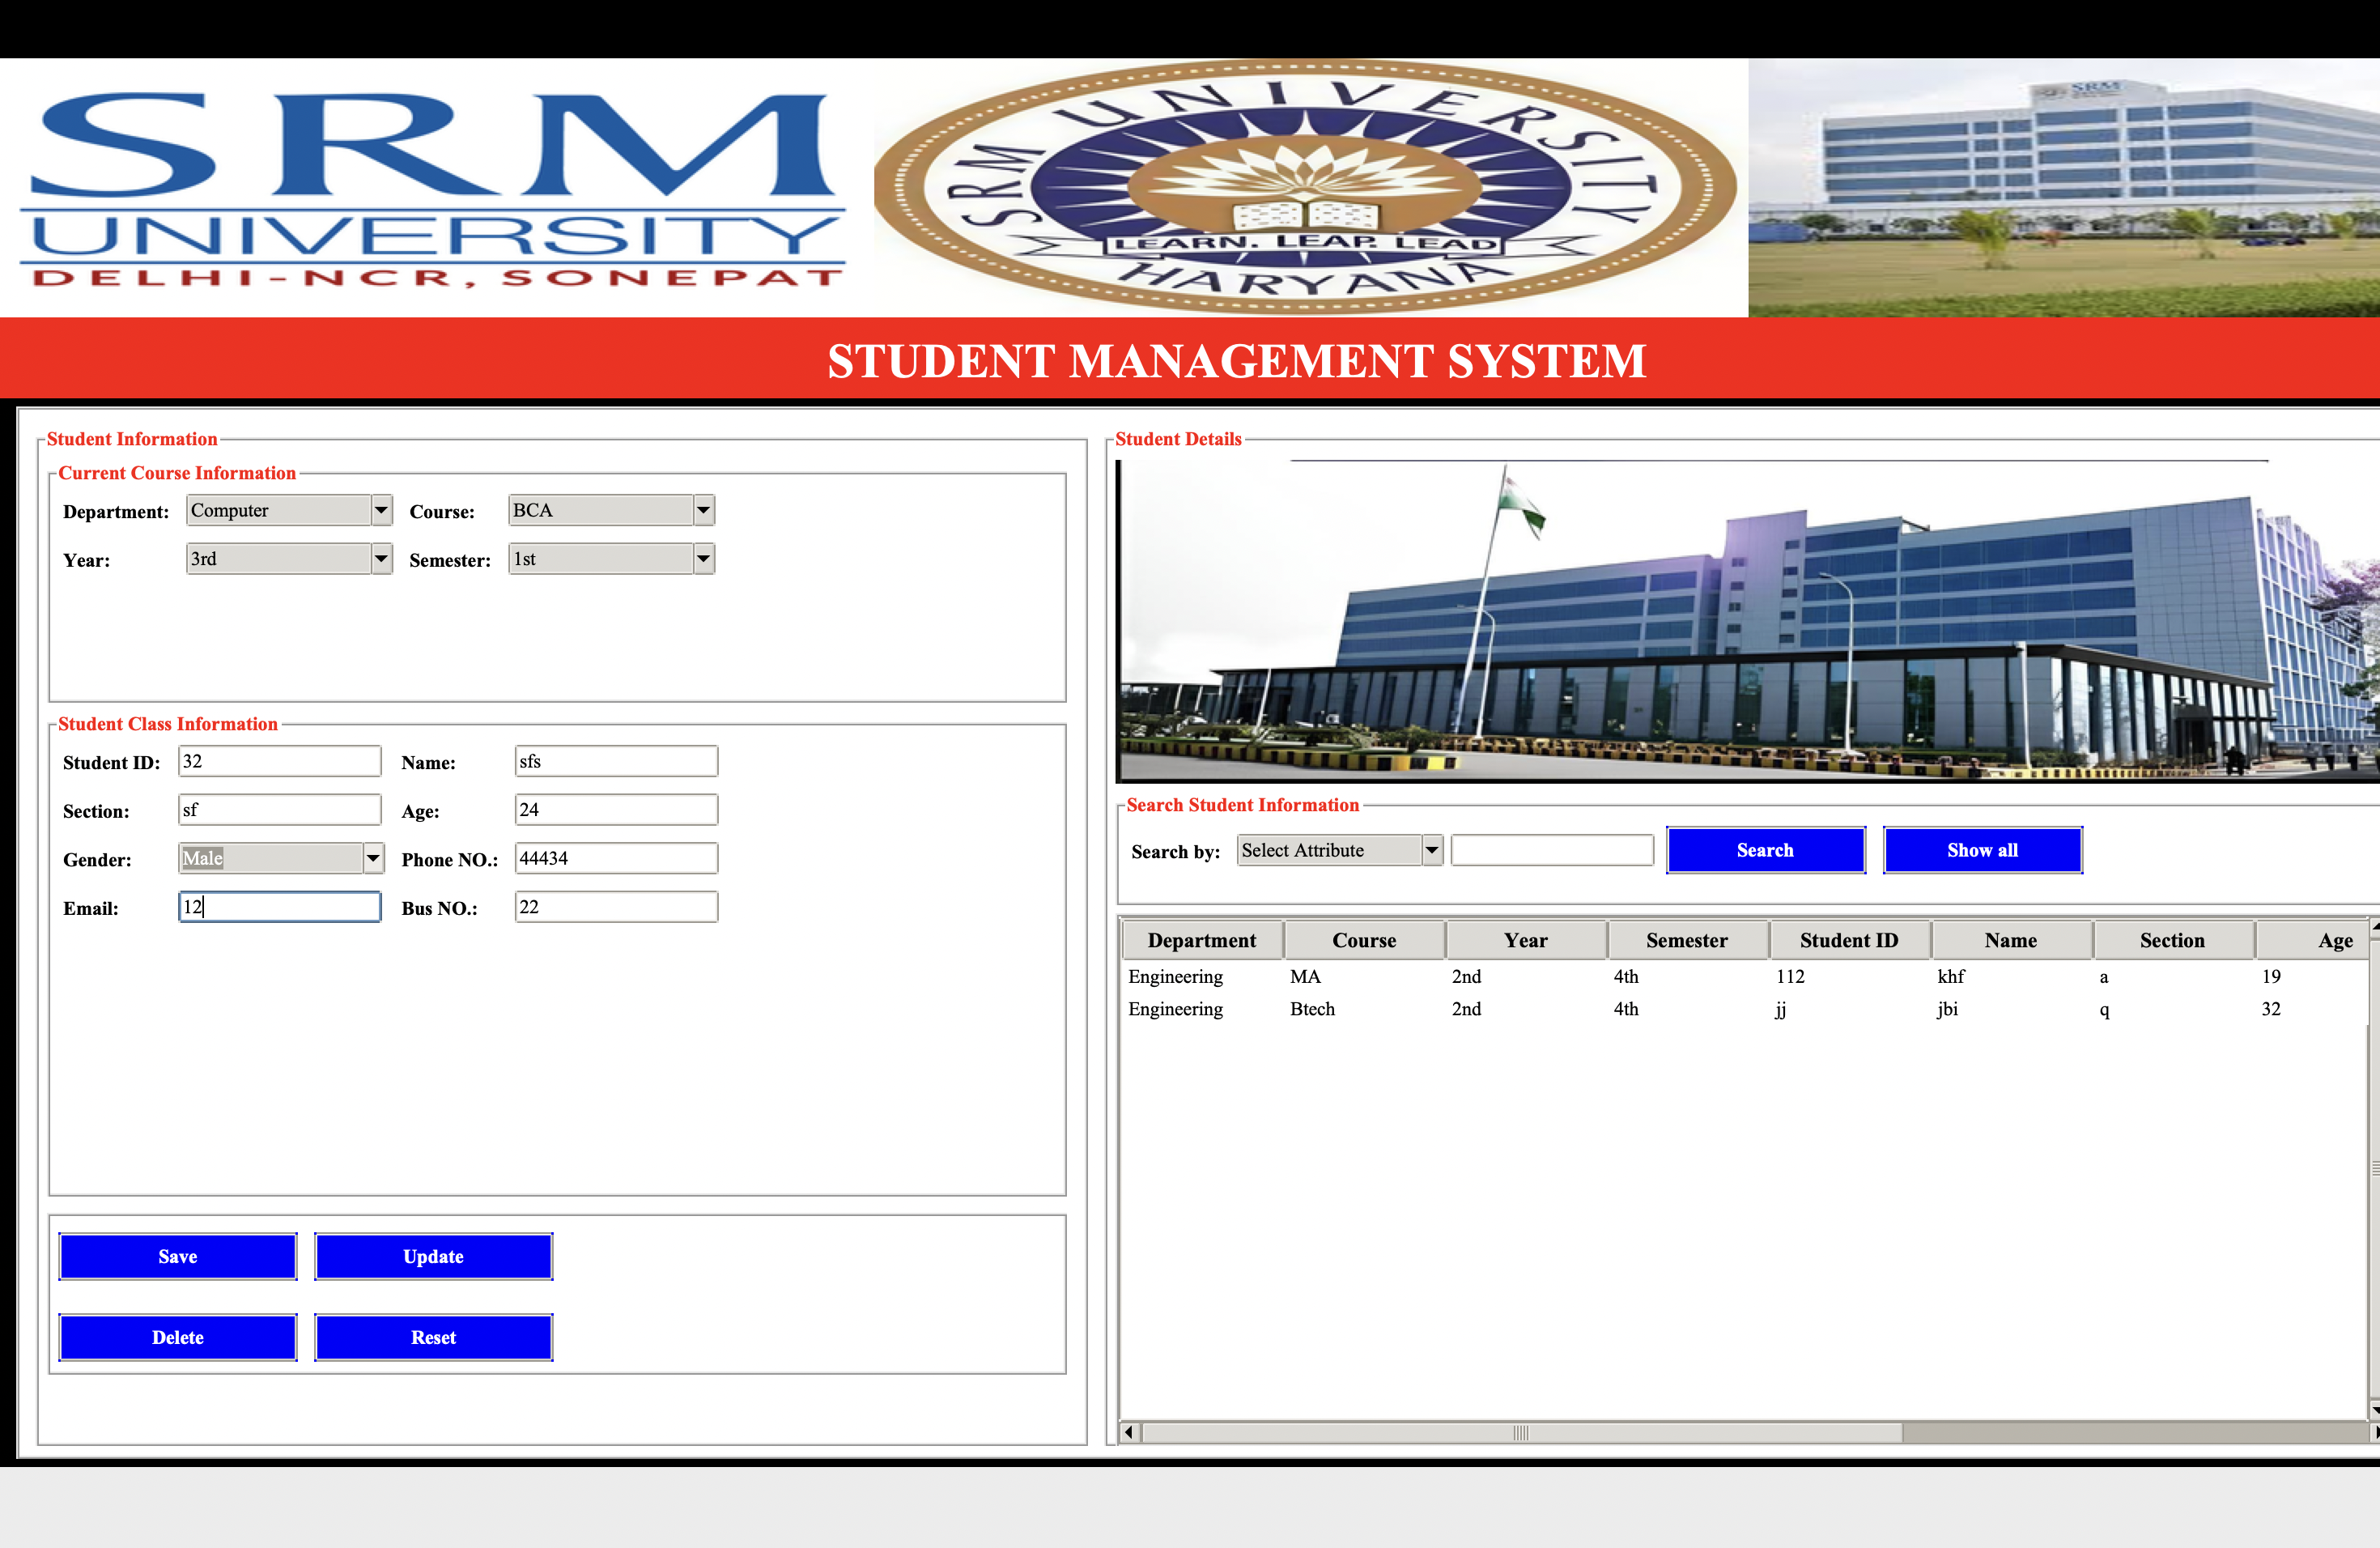 SRM
UNIVERSITY
DELHI-NCR, SONEPAT
SRM UNIVERSITY
LEARN. LEAP. LEAD
HARYANA
SRM
STUDENT MANAGEMENT SYSTEM
Student Information
Current Course Information
Department: Computer Course: BCA
Year: 3rd Semester: 1st
Student Class Information
Student ID: 32 Name: sfs
Section: sf Age: 24
Gender: Male Phone NO.: 44434
Email: 12 Bus NO.: 22
Save Update
Delete Reset
Student Details
Search Student Information
Search by: Select Attribute Search Show all
Department Course Year Semester Student ID Name Section Age
Engineering MA 2nd 4th 112 khf a 19
Engineering Btech 2nd 4th jj jbi q 32